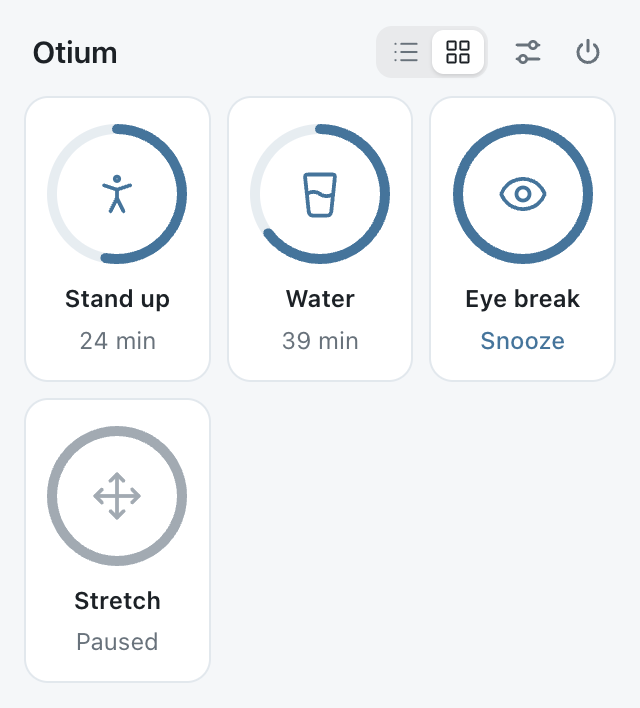 Otium
Stand up
24 min
Water
39 min
Eye break
Snooze
Stretch
Paused